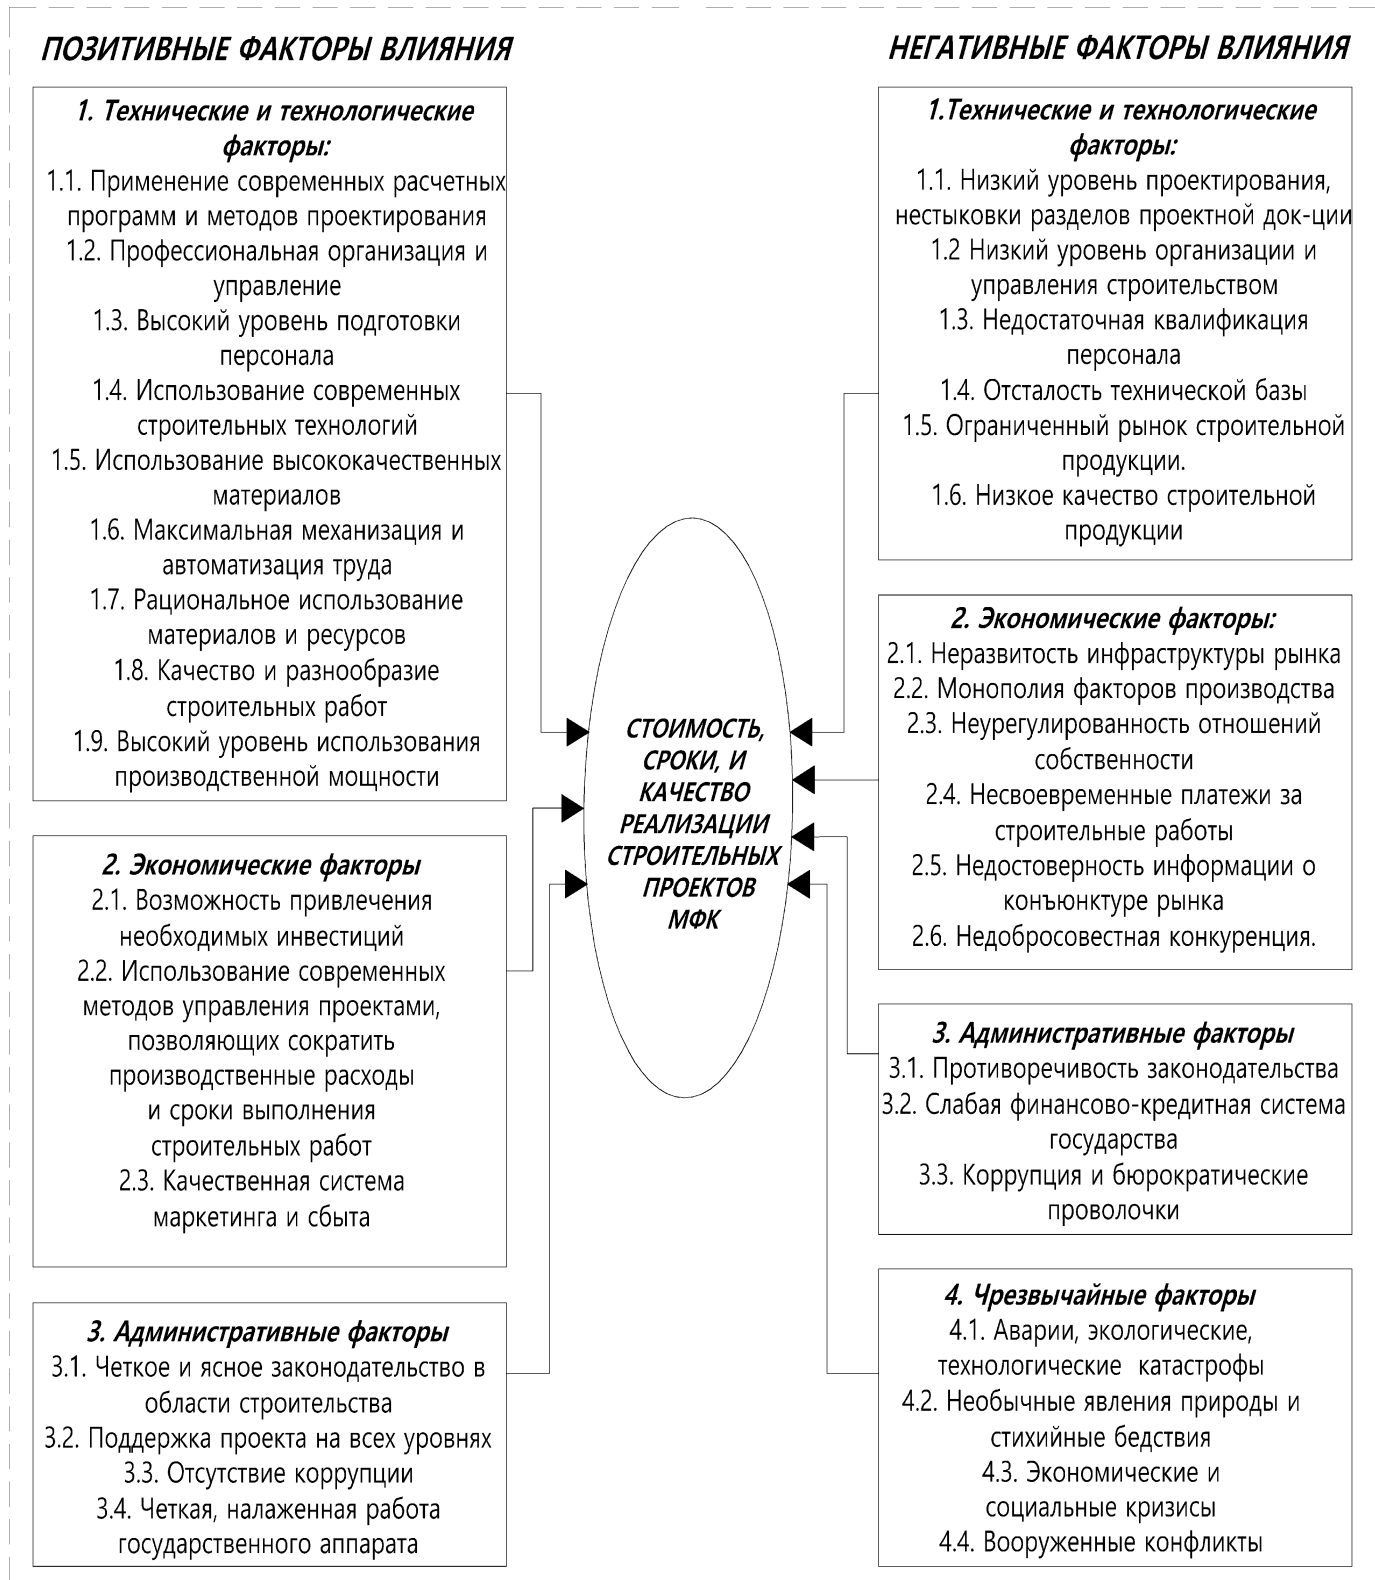 ПОЗИТИВНЫЕ ФАКТОРЫ ВЛИЯНИЯ
1. Технические и технологические
факторы:
1.1. Применение современных расчетных
программ и методов проектирования
1.2. Профессиональная организация и
управление
1.3. Высокий уровень подготовки
персонала
1.4. Использование современных
строительных технологий
1.5. Использование высококачественных
материалов
1.6. Максимальная механизация и
автоматизация труда
1.7. Рациональное использование
материалов и ресурсов
1.8. Качество и разнообразие
строительных работ
1.9. Высокий уровень использования
производственной мощности
2. Экономические факторы
2.1. Возможность привлечения
необходимых инвестиций
2.2. Использование современных
методов управления проектами,
позволяющих сократить
производственные расходы
и сроки выполнения
строительных работ
2.3. Качественная система
маркетинга и сбыта
3. Административные факторы
3.1. Четкое и ясное законодательство в
области строительства
3.2. Поддержка проекта на всех уровнях
3.3. Отсутствие коррупции
3.4. Четкая, налаженная работа
государственного аппарата
СТОИМОСТЬ,
СРОКИ, И
КАЧЕСТВО
РЕАЛИЗАЦИИ
СТРОИТЕЛЬНЫХ
ПРОЕКТОВ
МФК
НЕГАТИВНЫЕ ФАКТОРЫ ВЛИЯНИЯ
1.Технические и технологические
факторы:
1.1. Низкий уровень проектирования,
нестыковки разделов проектной док-ции
1.2 Низкий уровень организации и
управления строительством
1.3. Недостаточная квалификация
персонала
1.4. Отсталость технической базы
1.5. Ограниченный рынок строительной
продукции.
1.6. Низкое качество строительной
продукции
2. Экономические факторы:
2.1. Неразвитость инфраструктуры рынка
2.2. Монополия факторов производства
2.3. Неурегулированность отношений
собственности
2.4. Несвоевременные платежи за
строительные работы
2.5. Недостоверность информации о
конъюнктуре рынка
2.6. Недобросовестная конкуренция.
3. Административные факторы
3.1. Противоречивость законодательства
3.2. Слабая финансово-кредитная система
государства
3.3. Коррупция и бюрократические
проволочки
4. Чрезвычайные факторы
4.1. Аварии, экологические,
технологические катастрофы
4.2. Необычные явления природы и
стихийные бедствия
4.3. Экономические и
социальные кризисы
4.4. Вооруженные конфликты